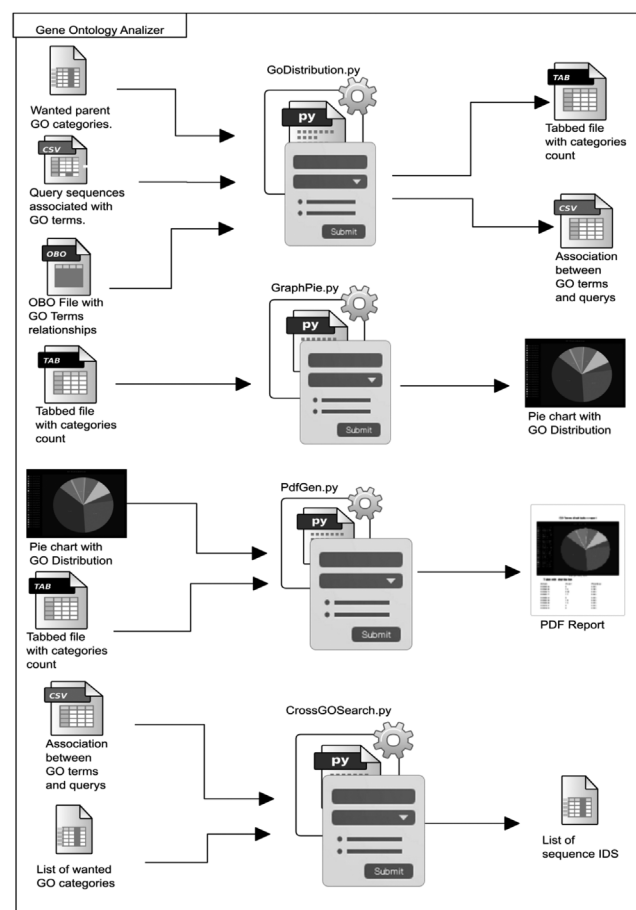 Gene Ontology Analizer
Wanted parent
GO categories.
CSV
Query sequences
associated with
GO terms.
OBO
OBO File with
GO Terms
relationships
GoDistribution.py
py
Submit
TAB
Tabbed file
with categories
count
CSV
Association
between
GO terms
and querys
TAB
Tabbed file
with categories
count
GraphPie.py
py
Submit
Pie chart with
GO Distribution
Pie chart with
GO Distribution
TAB
Tabbed file
with categories
count
PdfGen.py
py
Submit
PDF Report
CSV
Association
between
GO terms
and querys
List of wanted
GO categories
CrossGOSearch.py
py
Submit
List of
sequence IDS